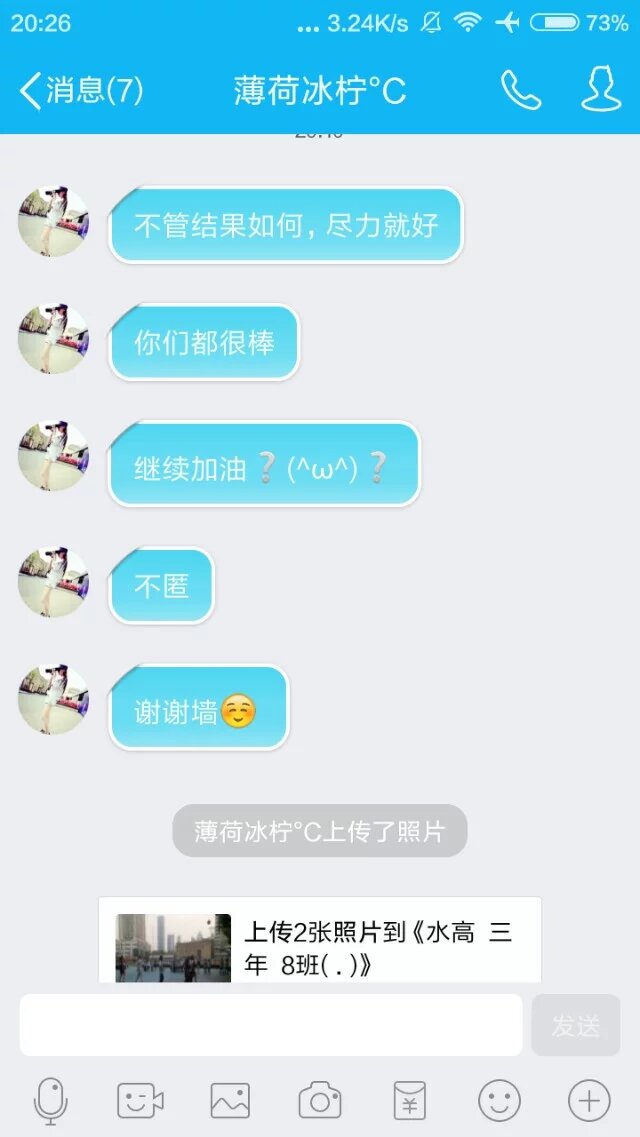 20:26
... 3.24K/s
73%
消息(7)
薄荷冰柠°C
不管结果如何，尽力就好
你们都很棒
继续加油❔(^ω^)❔
不匿
谢谢墙☺️
薄荷冰柠°C上传了照片
上传2张照片到《水高 三
年 8班( . )》
发送